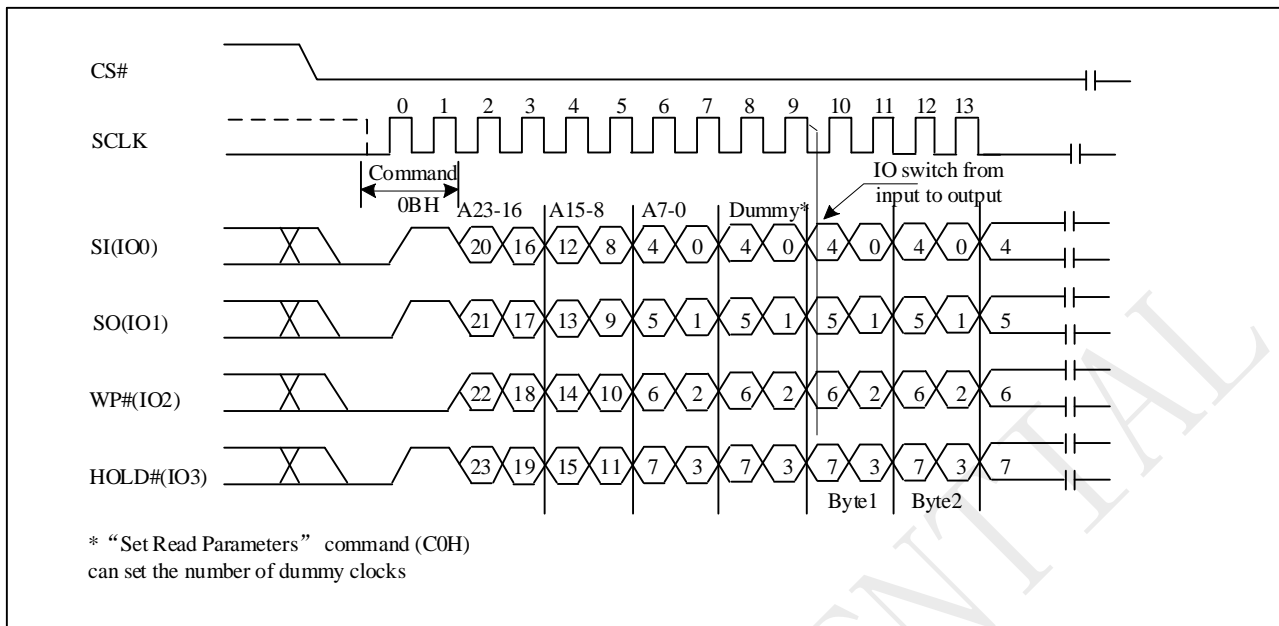 CS#
0 1 2 3 4 5 6 7 8 9 10 11 12 13
SCLK
Command
0BH
IO switch from
input to output
A23-16 A15-8 A7-0 Dummy*
SI(IO0) 20 16 12 8 4 0 4 0 4 0 4 0 4
SO(IO1) 21 17 13 9 5 1 5 1 5 1 5 1 5
WP#(IO2) 22 18 14 10 6 2 6 2 6 2 6 2 6
HOLD#(IO3) 23 19 15 11 7 3 7 3 7 3 7 3 7
Byte1 Byte2
* “Set Read Parameters” command (C0H)
can set the number of dummy clocks
NTIAL